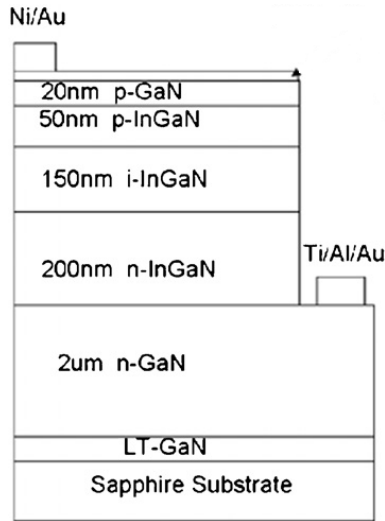 Ni/Au
20nm p-GaN
50nm p-InGaN
150nm i-InGaN
200nm n-InGaN
Ti/Al/Au
2um n-GaN
LT-GaN
Sapphire Substrate